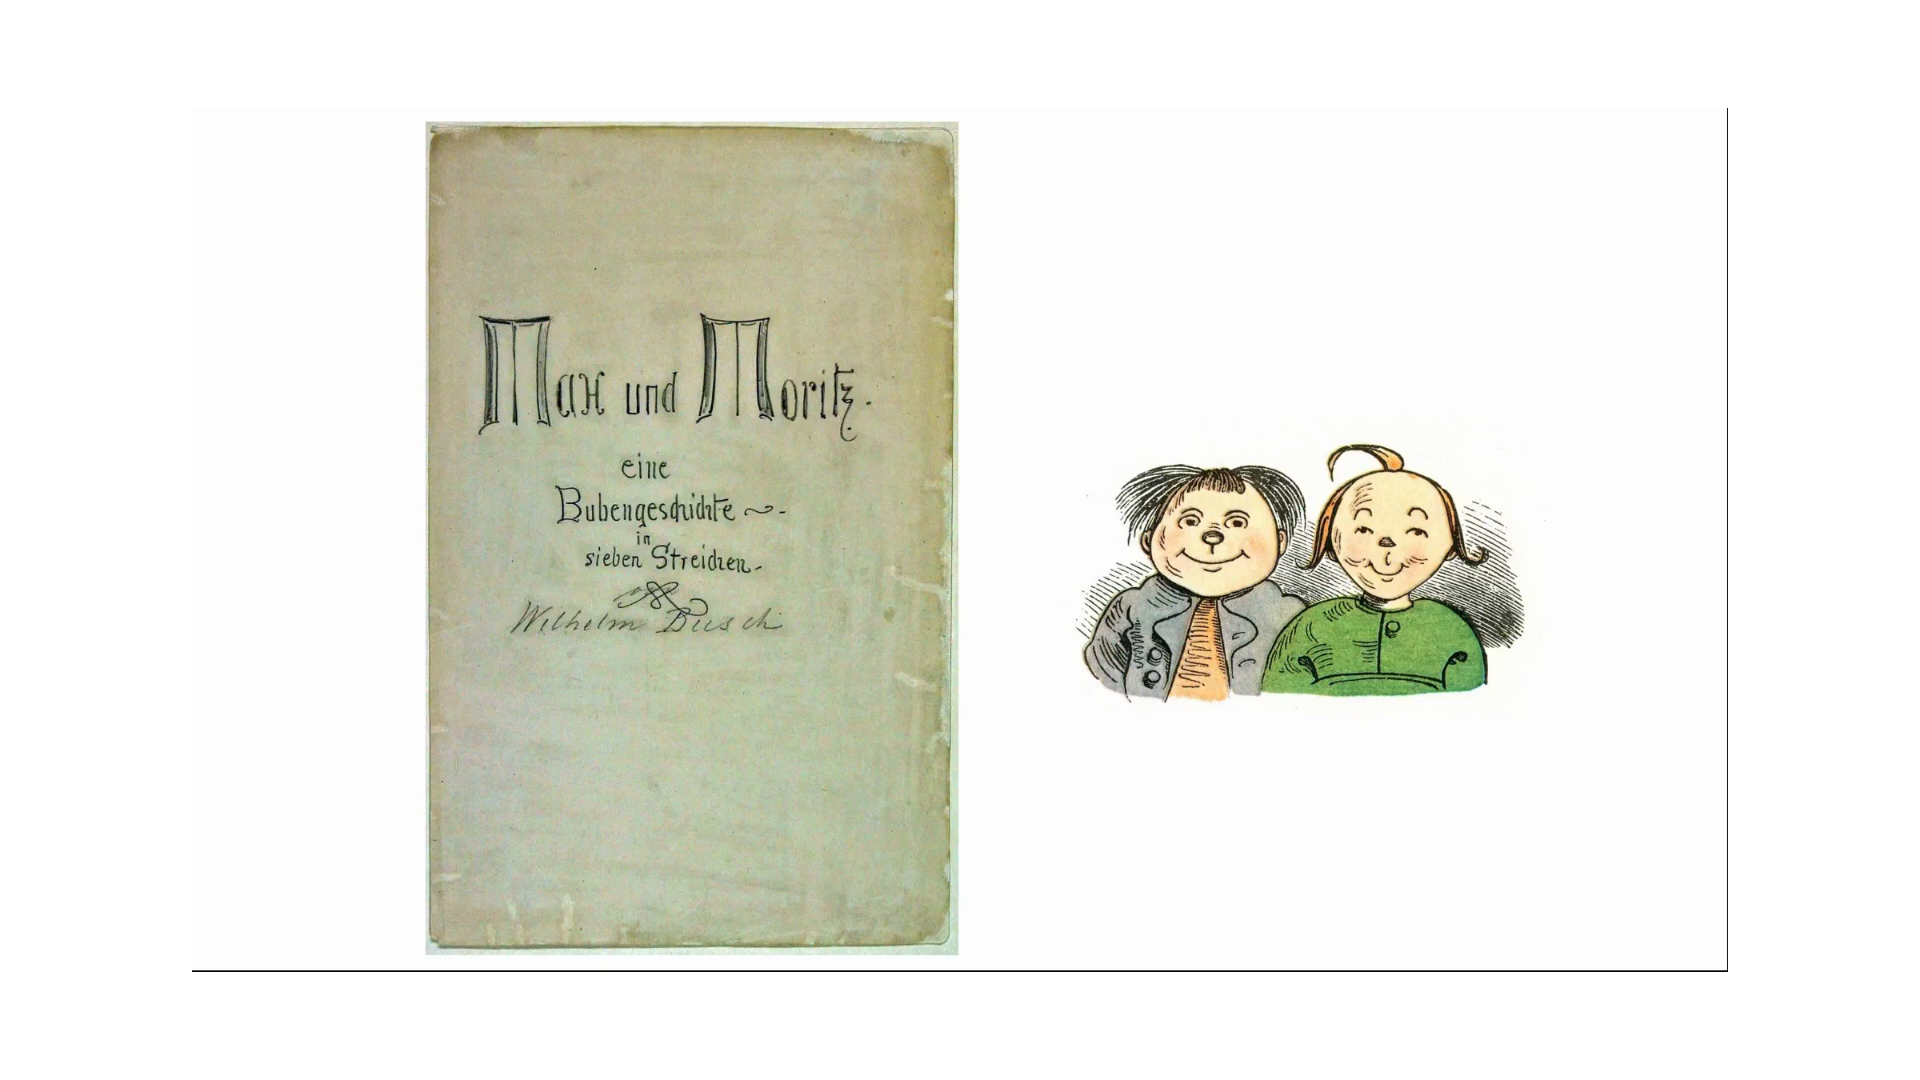 Max und Moritz.
eine
Bubengeschichte ~-
in
sieben Streichen-
Wilhelm Busch